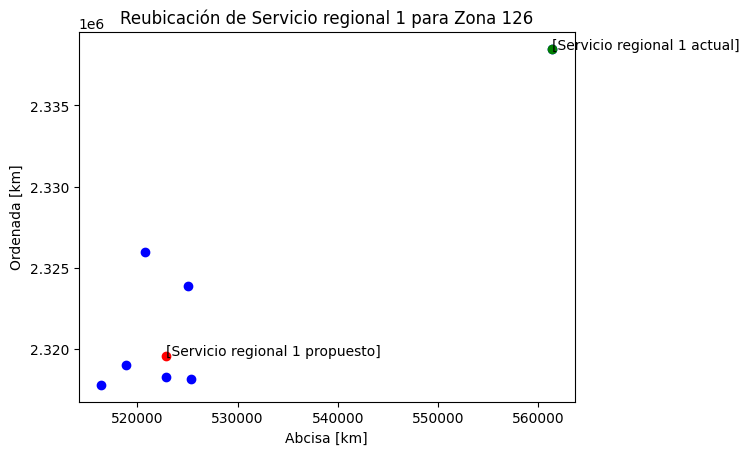 Reubicación de Servicio regional 1 para Zona 126
1e6
[Servicio regional 1 actual]
2.335
2.330
2.325
2.320
Ordenada [km]
[Servicio regional 1 propuesto]
520000 530000 540000 550000 560000
Abcisa [km]